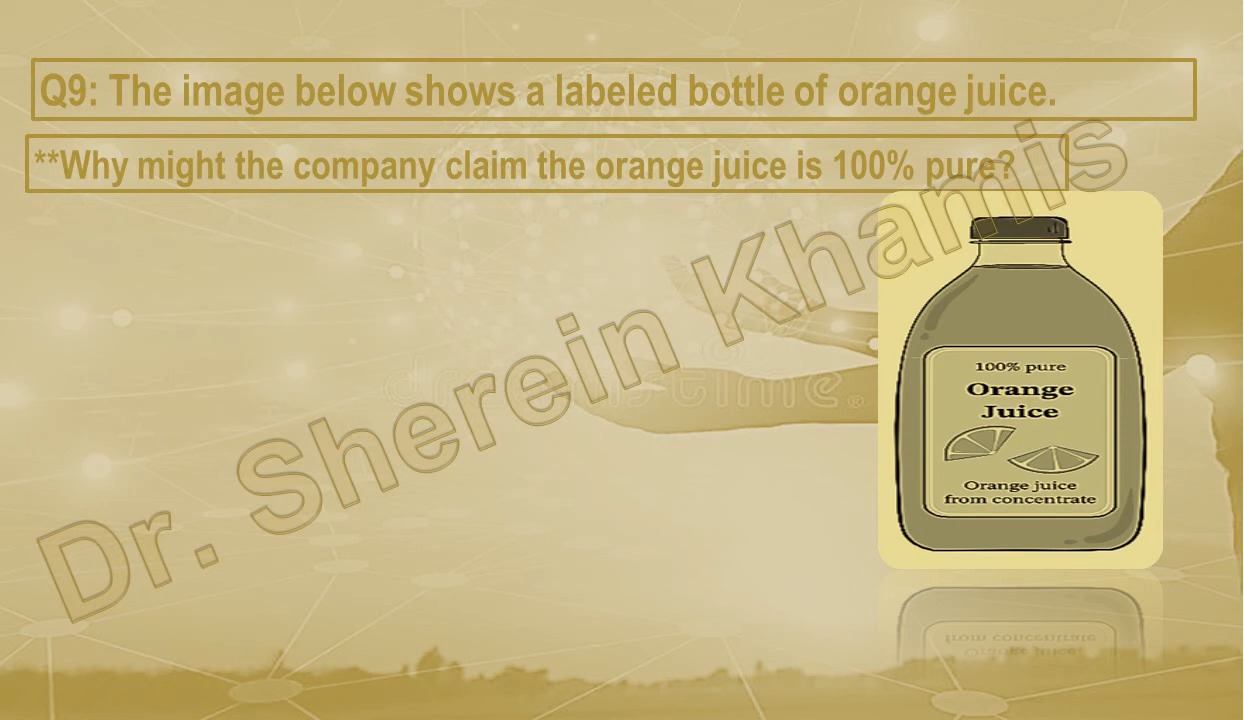 Q9: The image below shows a labeled bottle of orange juice.
**Why might the company claim the orange juice is 100% pure?
Dr. Sherein Khamis
100% pure
Orange
Juice
Orange juice
from concentrate